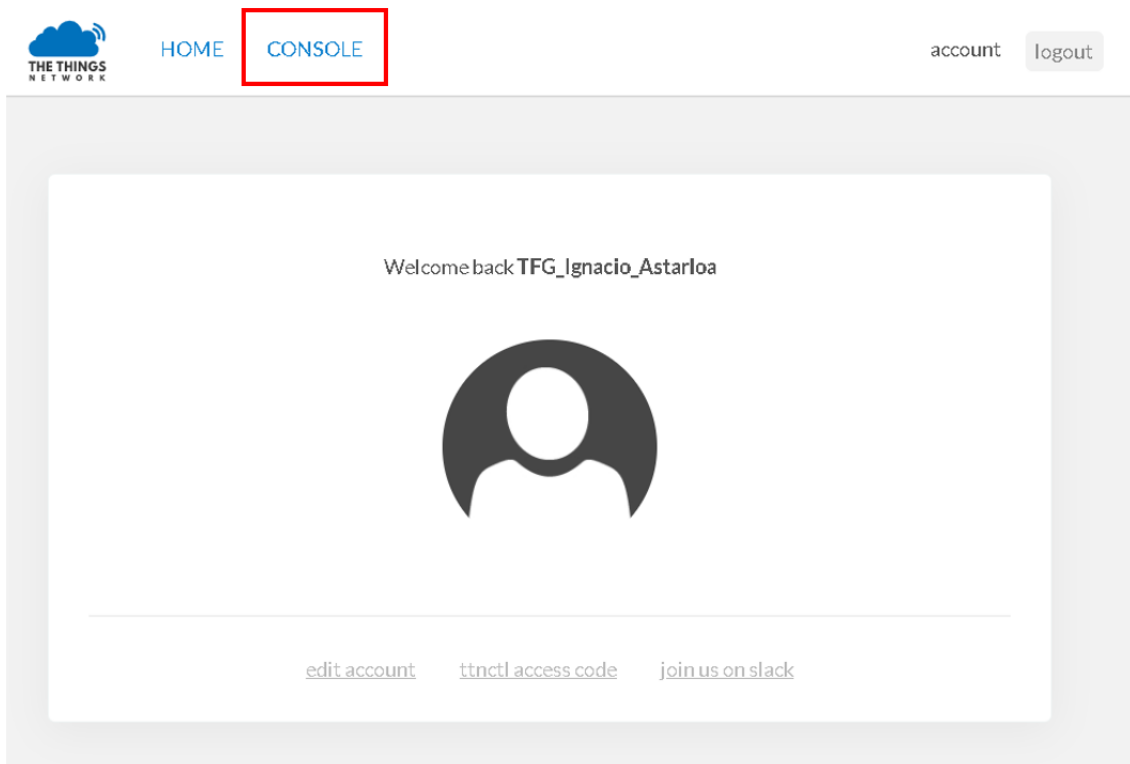 THE THINGS
NETWORK
HOME CONSOLE account logout
Welcome back TFG_Ignacio_Astarloa
edit account ttnctl access code join us on slack